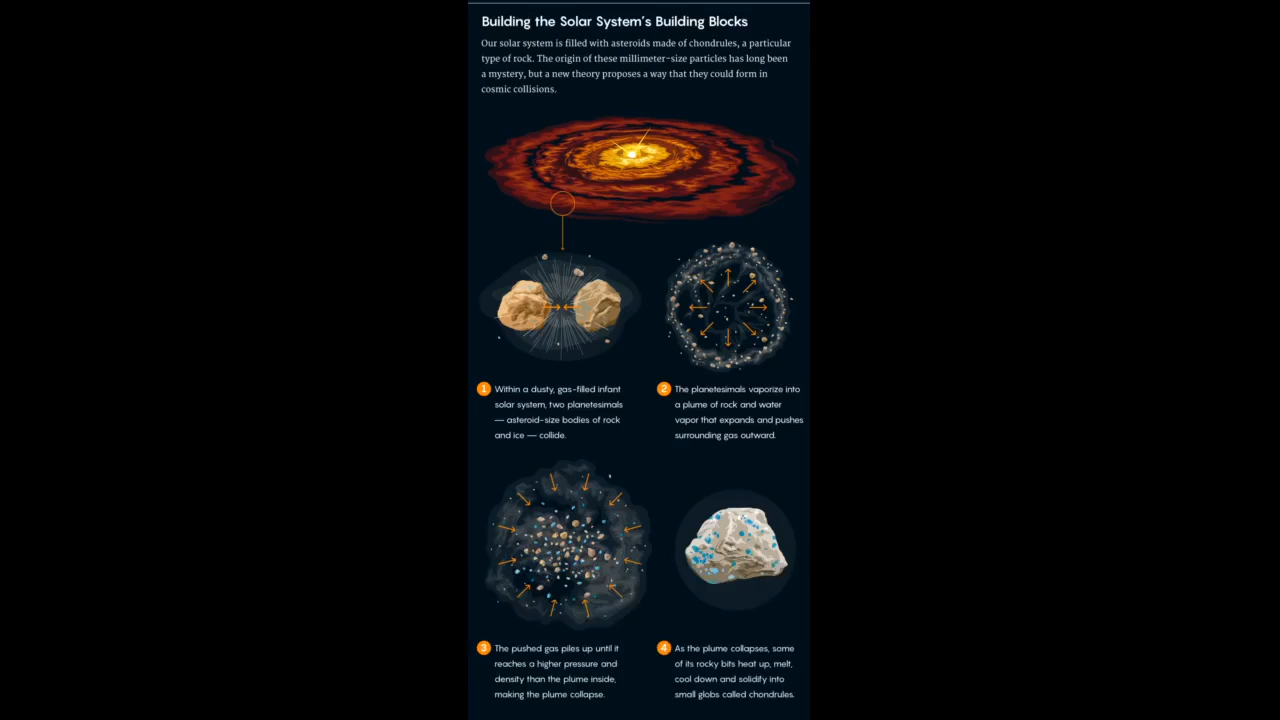 Building the Solar System's Building Blocks
Our solar system is filled with asteroids made of chondrules, a particular
type of rock. The origin of these millimeter-size particles has long been
a mystery, but a new theory proposes a way that they could form in
cosmic collisions.
1 Within a dusty, gas-filled infant
solar system, two planetesimals
— asteroid-size bodies of rock
and ice — collide.
2 The planetesimals vaporize into
a plume of rock and water
vapor that expands and pushes
surrounding gas outward.
3 The pushed gas piles up until it
reaches a higher pressure and
density than the plume inside,
making the plume collapse.
4 As the plume collapses, some
of its rocky bits heat up, melt,
cool down and solidify into
small globs called chondrules.